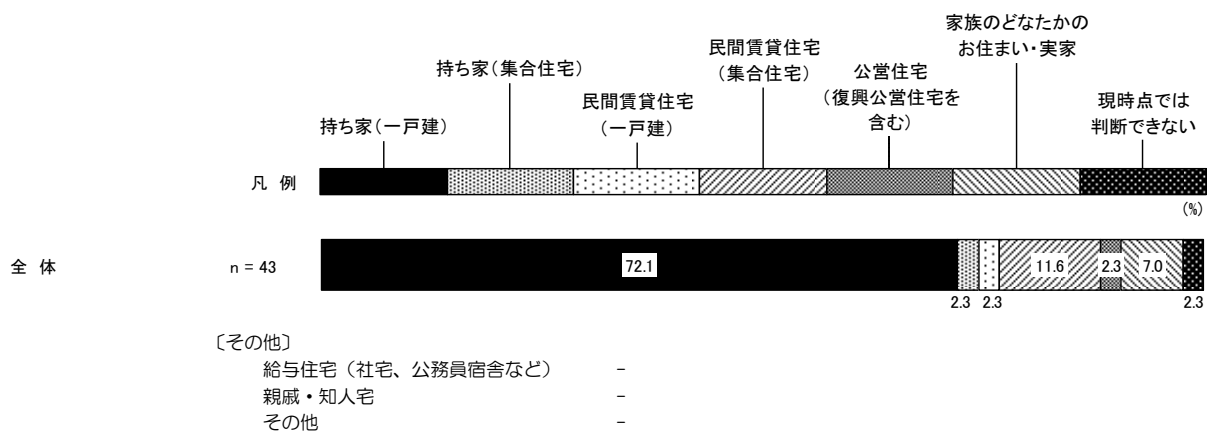 家族のどなたかの
お住まい・実家
民間賃貸住宅
(集合住宅)
公営住宅
(復興公営住宅を
含む)
持ち家(集合住宅)
民間賃貸住宅
(一戸建)
現時点では
判断できない
持ち家(一戸建)
凡 例
(%)
全 体 n = 43 72.1 11.6 2.3 7.0
2.3 2.3 2.3
〔その他〕
給与住宅(社宅、公務員宿舎など) -
親戚・知人宅 -
その他 -